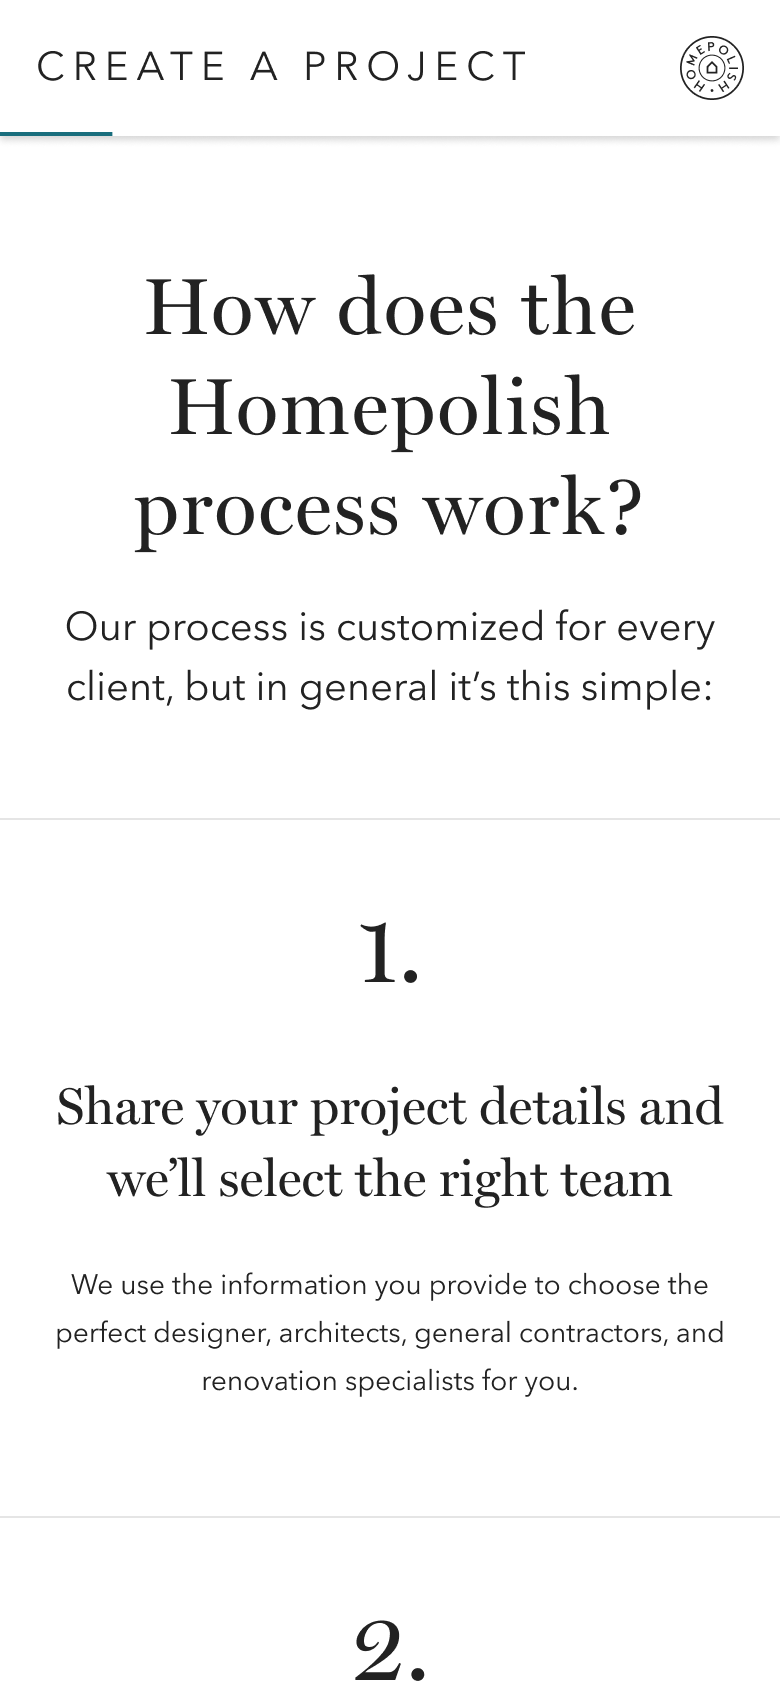 CREATE A PROJECT
HOMEPOLISH
How does the
Homepolish
process work?
Our process is customized for every
client, but in general it’s this simple:
1.
Share your project details and
we’ll select the right team
We use the information you provide to choose the
perfect designer, architects, general contractors, and
renovation specialists for you.
2.